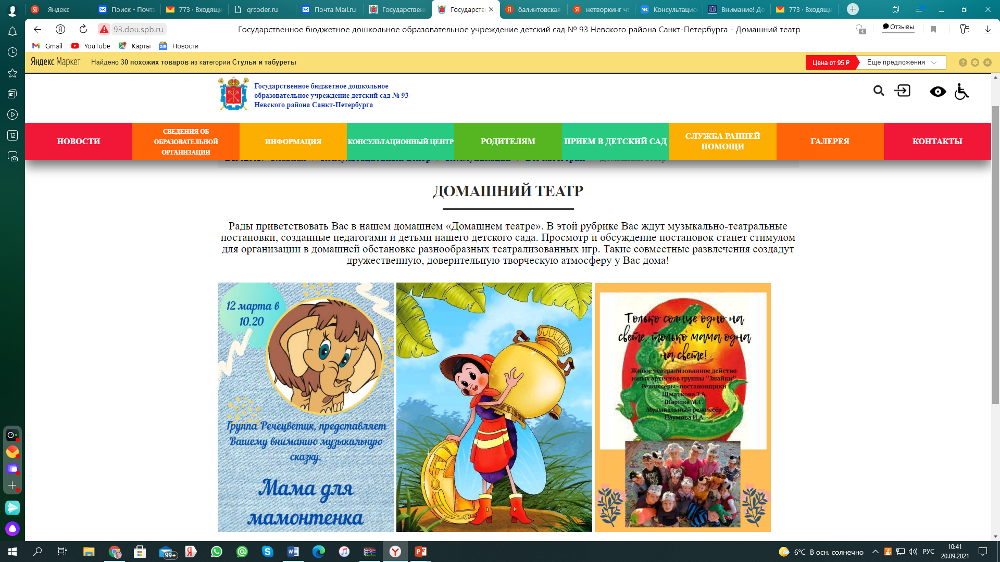 Яндекс
Поиск - Почта
773 · Входящи
qrcoder.ru
Почта Mail.ru
Государствен
Государстве
балинтовская
нетворкинг чт
Консультацио
Внимание! До
773 · Входящи
93.dou.spb.ru
Государственное бюджетное дошкольное образовательное учреждение детский сад № 93 Невского района Санкт-Петербурга - Домашний театр
3
Отзывы
Gmail
YouTube
Карты
Новости
Яндекс Маркет
Найдено 30 похожих товаров из категории Стулья и табуреты
Цена от 95 ₽
Еще предложения
Государственное бюджетное дошкольное
образовательное учреждение детский сад № 93
Невского района Санкт-Петербурга
НОВОСТИ
СВЕДЕНИЯ ОБ
ОБРАЗОВАТЕЛЬНОЙ
ОРГАНИЗАЦИИ
ИНФОРМАЦИЯ
КОНСУЛЬТАЦИОННЫЙ ЦЕНТР
РОДИТЕЛЯМ
ПРИЕМ В ДЕТСКИЙ САД
СЛУЖБА РАННЕЙ
ПОМОЩИ
ГАЛЕРЕЯ
КОНТАКТЫ
12
ДОМАШНИЙ ТЕАТР
Рады приветствовать Вас в нашем домашнем «Домашнем театре». В этой рубрике Вас ждут музыкально-театральные
постановки, созданные педагогами и детьми нашего детского сада. Просмотр и обсуждение постановок станет стимулом
для организации в домашней обстановке разнообразных театрализованных игр. Такие совместные развлечения создадут
дружественную, доверительную творческую атмосферу у Вас дома!
12 марта в
10.20
Группа Речецветик, представляет
Вашему вниманию музыкальную
сказку.
Мама для
мамонтенка
Только солнце одно на
свете, только мама одна
на свете!
Живое театрализованное действо
юных артистов группы "Знайки"
Режиссёры-постановщики
Шматкова З.А.
Шарина М.Г.
Музыкальный режиссёр
Наумова И.А.
99+
6°C В осн. солнечно
РУС
10:41
20.09.2021